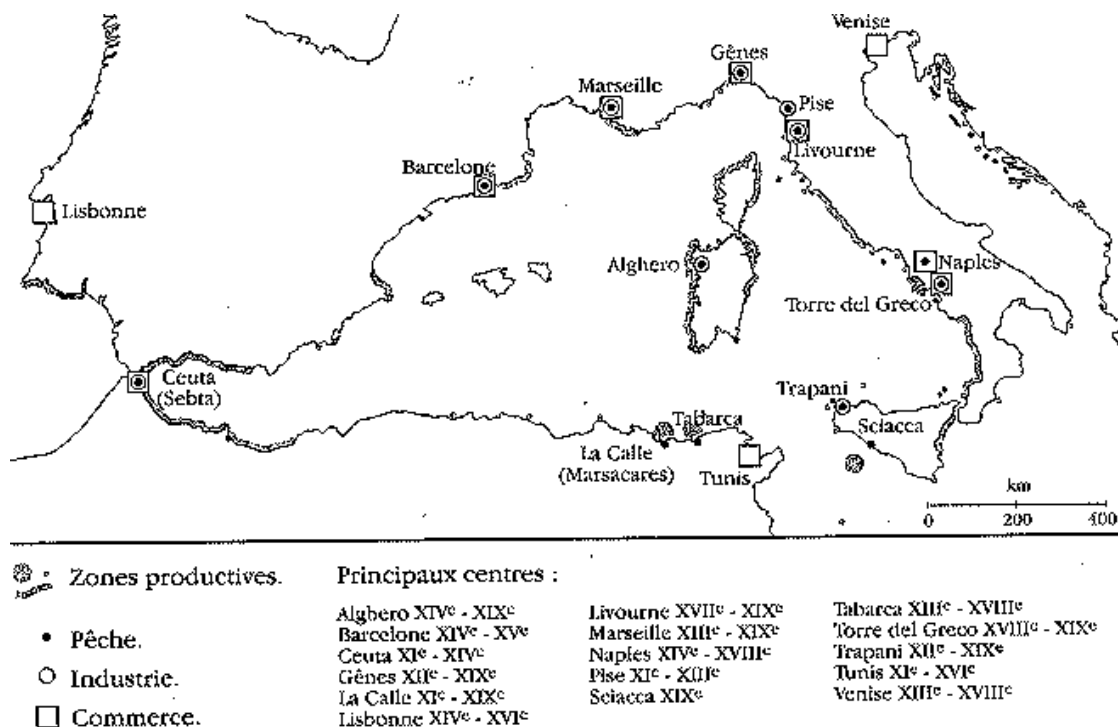 Venise
Gênes
Marseille
Pise
Livourne
Barcelone
Lisbonne
Alghero
Naples
Torre del Greco
Ceuta
(Sebta)
Trapani
Tabarca
Sciacca
La Calle
(Marsacares)
Tunis
km
0 200 400
Zones productives.
Pêche.
Industrie.
Commerce.
Principaux centres :
Alghero XIVe - XIXe
Barcelone XIVe - XVe
Ceuta XIe - XIVe
Gênes XIIe - XIXe
La Calle XIe - XIXe
Lisbonne XIVe - XVIe
Livourne XVIIe - XIXe
Marseille XIIIe - XIXe
Naples XIVe - XVIIIe
Pise XIe - XIIIe
Sciacca XIXe
Tabarca XIIIe - XVIIIe
Torre del Greco XVIIIe - XIXe
Trapani XIIe - XIXe
Tunis XIe - XVIe
Venise XIIIe - XVIIIe